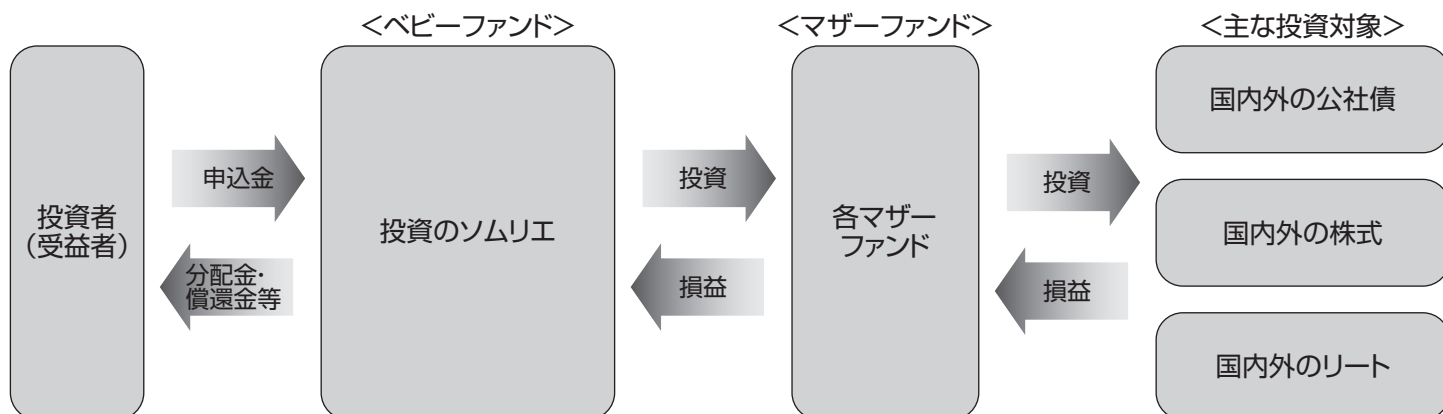 <ベビーファンド>
<マザーファンド>
<主な投資対象>
投資者
(受益者)
申込金
分配金・
償還金等
投資のソムリエ
投資
損益
各マザー
ファンド
投資
損益
国内外の公社債
国内外の株式
国内外のリート